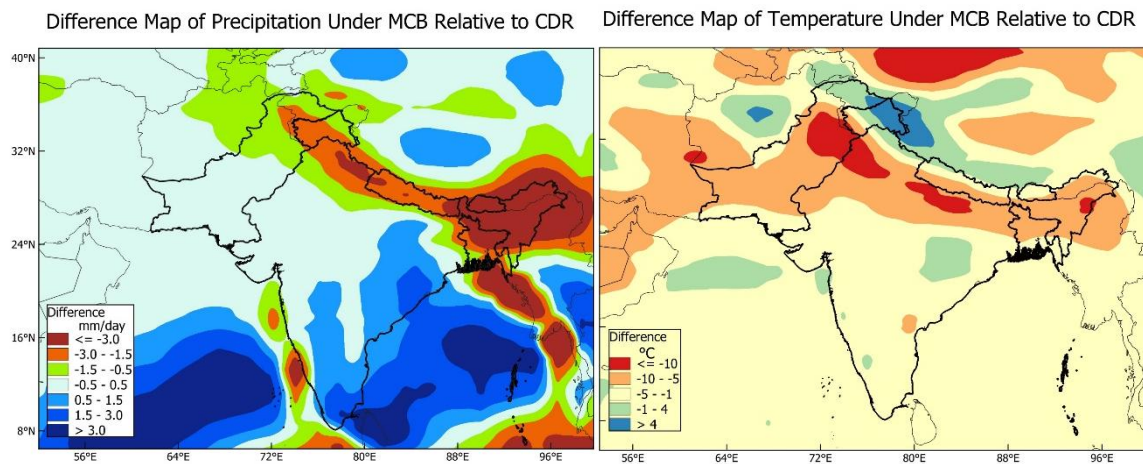 Difference Map of Precipitation Under MCB Relative to CDR
40°N
32°N
24°N
16°N
8°N
Difference
mm/day
<= -3.0
-3.0 - -1.5
-1.5 - -0.5
-0.5 - 0.5
0.5 - 1.5
1.5 - 3.0
> 3.0
56°E 64°E 72°E 80°E 88°E 96°E
Difference Map of Temperature Under MCB Relative to CDR
Difference
°C
<= -10
-10 - -5
-5 - -1
-1 - 4
> 4
56°E 64°E 72°E 80°E 88°E 96°E